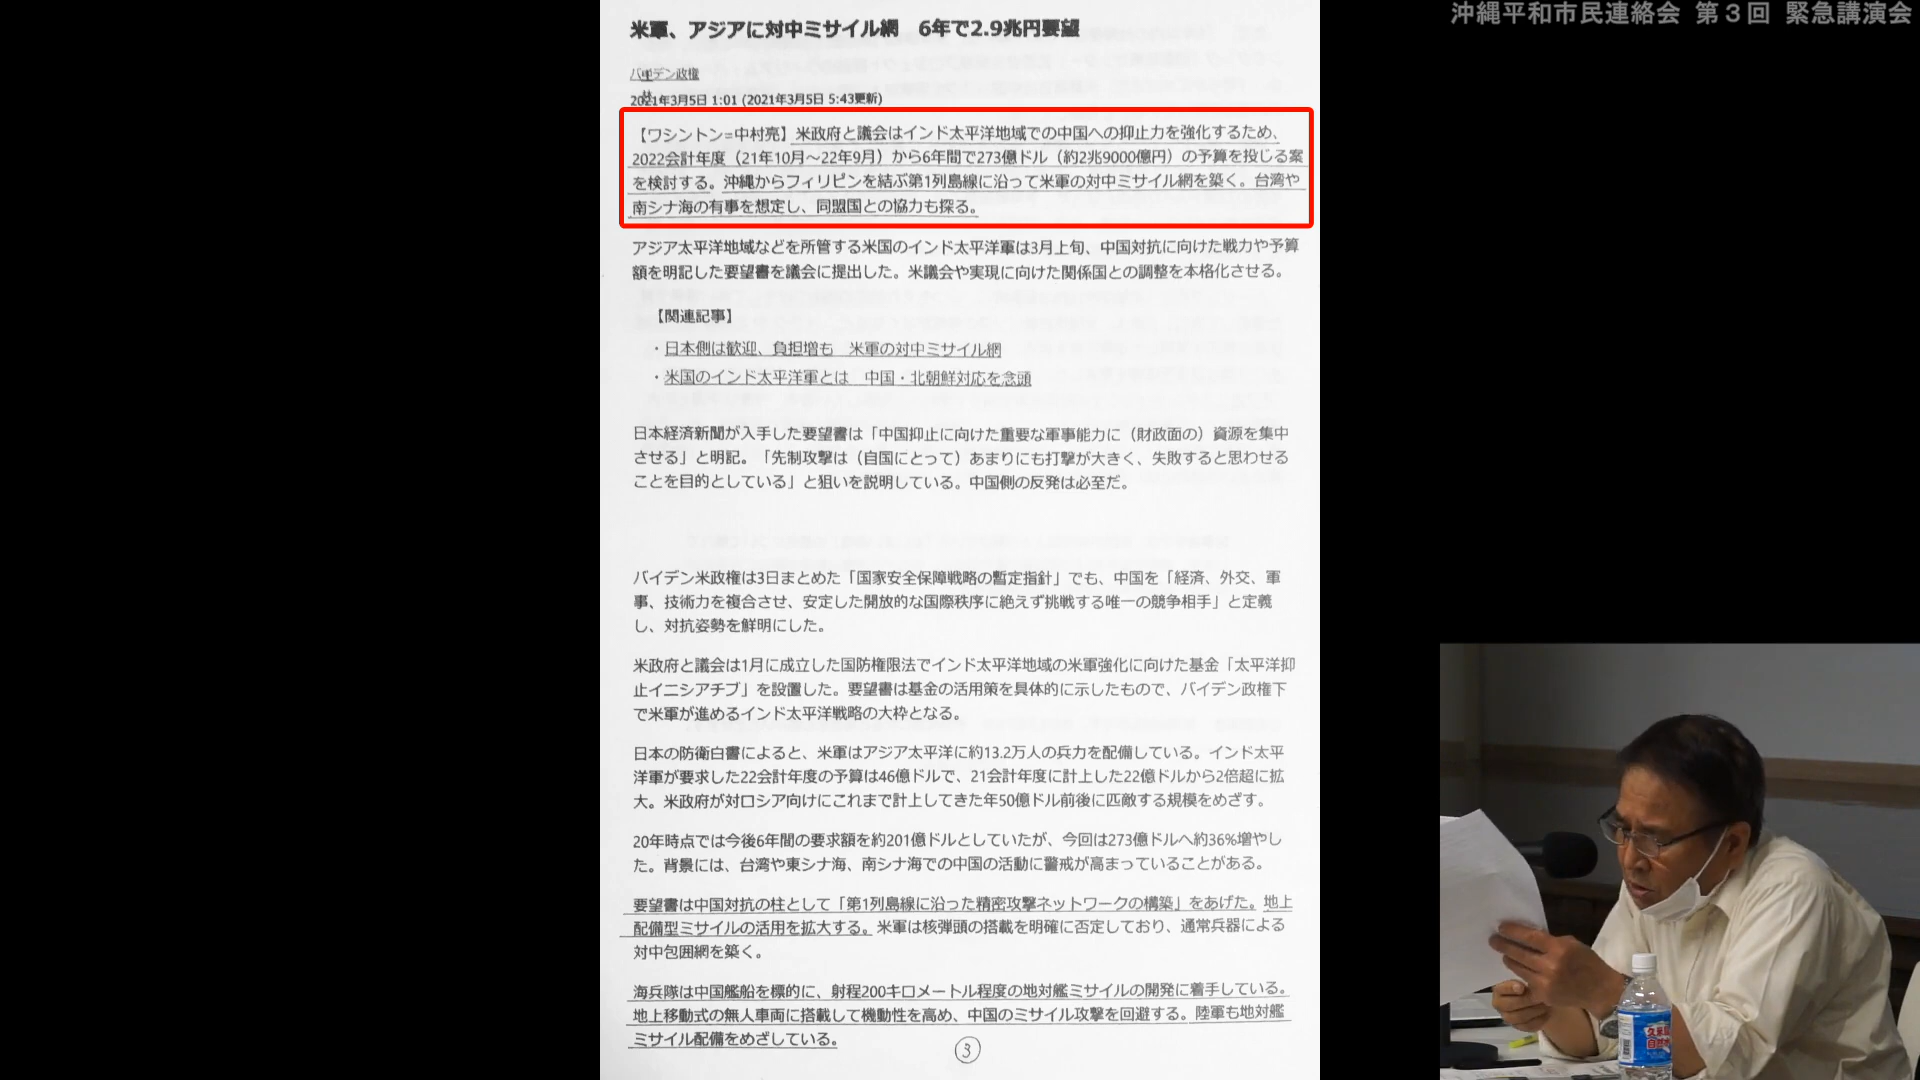 沖縄平和市民連絡会 第３回 緊急講演会
米軍、アジアに対中ミサイル網　6年で2.9兆円要望
バイデン政権
2021年3月5日 1:01 (2021年3月5日 5:43更新)
【ワシントン=中村亮】米政府と議会はインド太平洋地域での中国への抑止力を強化するため、
2022会計年度（21年10月～22年9月）から6年間で273億ドル（約2兆9000億円）の予算を投じる案
を検討する。沖縄からフィリピンを結ぶ第1列島線に沿って米軍の対中ミサイル網を築く。台湾や
南シナ海の有事を想定し、同盟国との協力も探る。
アジア太平洋地域などを所管する米国のインド太平洋軍は3月上旬、中国対抗に向けた戦力や予算
額を明記した要望書を議会に提出した。米議会や実現に向けた関係国との調整を本格化させる。
【関連記事】
・日本側は歓迎、負担増も　米軍の対中ミサイル網
・米国のインド太平洋軍とは　中国・北朝鮮対応を念頭
日本経済新聞が入手した要望書は「中国抑止に向けた重要な軍事能力に（財政面の）資源を集中
させる」と明記。「先制攻撃は（自国にとって）あまりにも打撃が大きく、失敗すると思わせる
ことを目的としている」と狙いを説明している。中国側の反発は必至だ。
バイデン米政権は3日まとめた「国家安全保障戦略の暫定指針」でも、中国を「経済、外交、軍
事、技術力を複合させ、安定した開放的な国際秩序に絶えず挑戦する唯一の競争相手」と定義
し、対抗姿勢を鮮明にした。
米政府と議会は1月に成立した国防権限法でインド太平洋地域の米軍強化に向けた基金「太平洋抑
止イニシアチブ」を設置した。要望書は基金の活用策を具体的に示したもので、バイデン政権下
で米軍が進めるインド太平洋戦略の大枠となる。
日本の防衛白書によると、米軍はアジア太平洋に約13.2万人の兵力を配備している。インド太平
洋軍が要求した22会計年度の予算は46億ドルで、21会計年度に計上した22億ドルから2倍超に拡
大。米政府が対ロシア向けにこれまで計上してきた年50億ドル前後に匹敵する規模をめざす。
20年時点では今後6年間の要求額を約201億ドルとしていたが、今回は273億ドルへ約36%増やし
た。背景には、台湾や東シナ海、南シナ海での中国の活動に警戒が高まっていることがある。
要望書は中国対抗の柱として「第1列島線に沿った精密攻撃ネットワークの構築」をあげた。地上
配備型ミサイルの活用を拡大する。米軍は核弾頭の搭載を明確に否定しており、通常兵器による
対中包囲網を築く。
海兵隊は中国艦船を標的に、射程200キロメートル程度の地対艦ミサイルの開発に着手している。
地上移動式の無人車両に搭載して機動性を高め、中国のミサイル攻撃を回避する。陸軍も地対艦
ミサイル配備をめざしている。
3